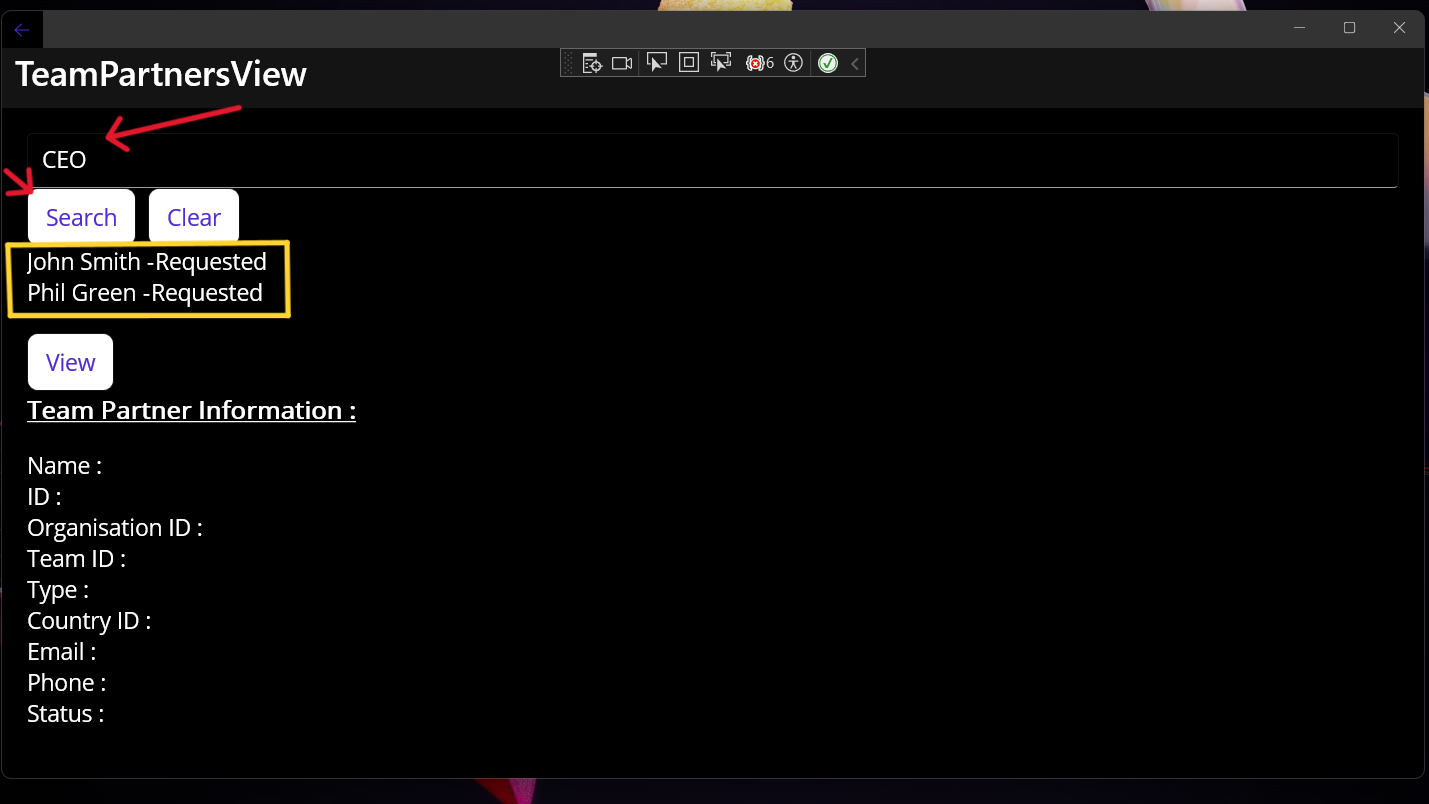 TeamPartnersView
6
CEO
Search Clear
John Smith -Requested
Phil Green -Requested
View
Team Partner Information :
Name :
ID :
Organisation ID :
Team ID :
Type :
Country ID :
Email :
Phone :
Status :